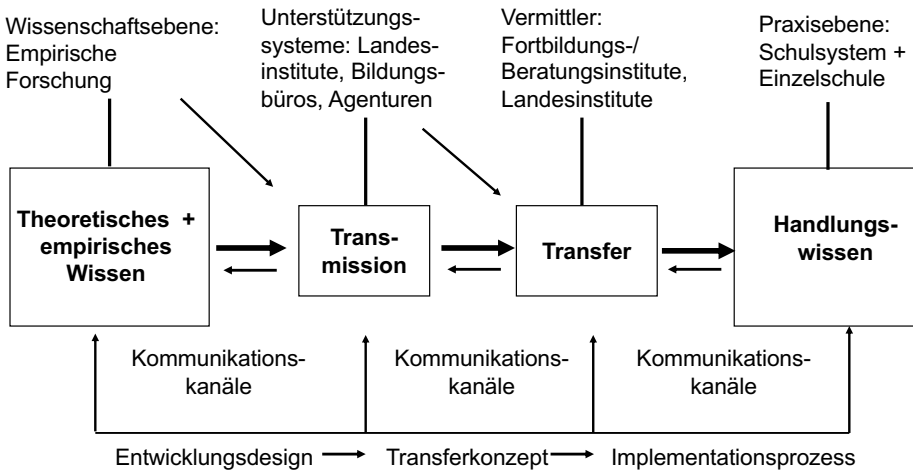 Wissenschaftsebene:
Empirische
Forschung
Unterstützungs-
systeme: Landes-
institute, Bildungs-
büros, Agenturen
Vermittler:
Fortbildungs-/
Beratungsinstitute,
Landesinstitute
Praxisebene:
Schulsystem +
Einzelschule
Theoretisches +
empirisches
Wissen
Trans-
mission
Transfer
Handlungs-
wissen
Kommunikations-
kanäle
Kommunikations-
kanäle
Kommunikations-
kanäle
Entwicklungsdesign
Transferkonzept
Implementationsprozess